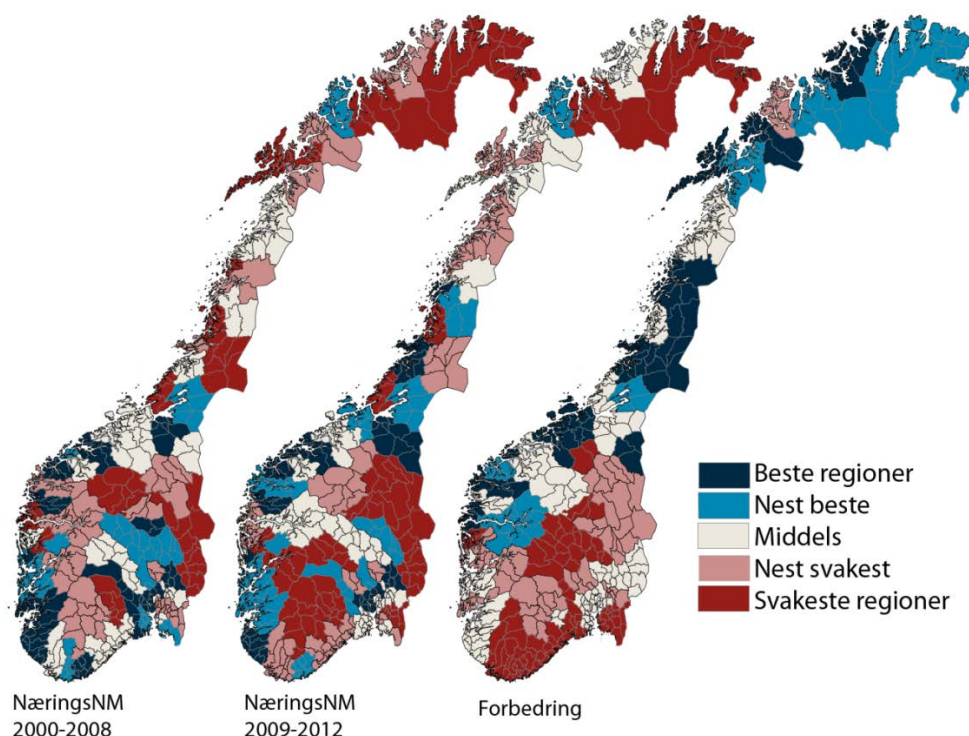 Beste regioner
Nest beste
Middels
Nest svakest
Svakeste regioner
NæringsNM
2000-2008
NæringsNM
2009-2012
Forbedring